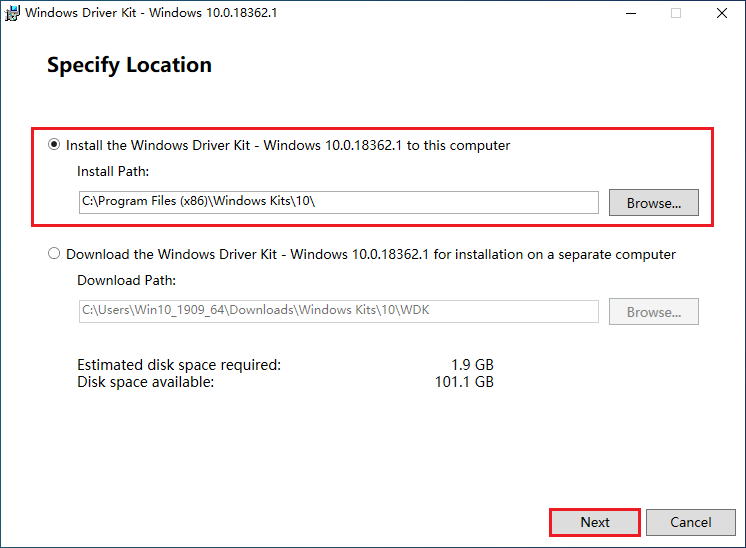 Windows Driver Kit - Windows 10.0.18362.1
Specify Location
Install the Windows Driver Kit - Windows 10.0.18362.1 to this computer
Install Path:
C:\Program Files (x86)\Windows Kits\10\
Browse...
Download the Windows Driver Kit - Windows 10.0.18362.1 for installation on a separate computer
Download Path:
C:\Users\Win10_1909_64\Downloads\Windows Kits\10\WDK
Browse...
Estimated disk space required: 1.9 GB
Disk space available: 101.1 GB
Next Cancel